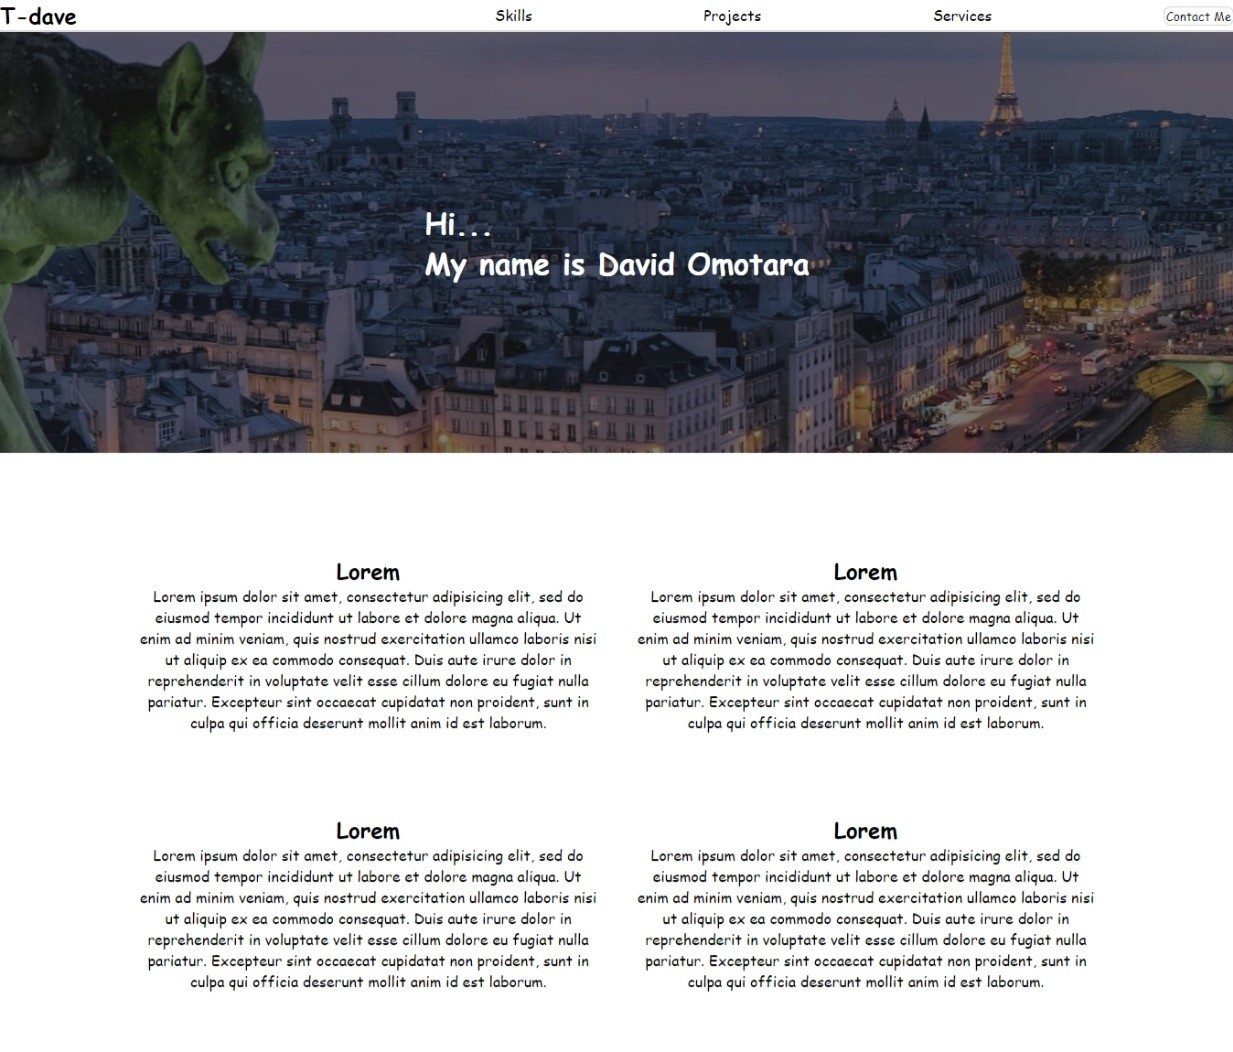 T-dave Skills Projects Services Contact Me
Hi...
My name is David Omotara
Lorem
Lorem ipsum dolor sit amet, consectetur adipisicing elit, sed do
eiusmod tempor incididunt ut labore et dolore magna aliqua. Ut
enim ad minim veniam, quis nostrud exercitation ullamco laboris nisi
ut aliquip ex ea commodo consequat. Duis aute irure dolor in
reprehenderit in voluptate velit esse cillum dolore eu fugiat nulla
pariatur. Excepteur sint occaecat cupidatat non proident, sunt in
culpa qui officia deserunt mollit anim id est laborum.
Lorem
Lorem ipsum dolor sit amet, consectetur adipisicing elit, sed do
eiusmod tempor incididunt ut labore et dolore magna aliqua. Ut
enim ad minim veniam, quis nostrud exercitation ullamco laboris nisi
ut aliquip ex ea commodo consequat. Duis aute irure dolor in
reprehenderit in voluptate velit esse cillum dolore eu fugiat nulla
pariatur. Excepteur sint occaecat cupidatat non proident, sunt in
culpa qui officia deserunt mollit anim id est laborum.
Lorem
Lorem ipsum dolor sit amet, consectetur adipisicing elit, sed do
eiusmod tempor incididunt ut labore et dolore magna aliqua. Ut
enim ad minim veniam, quis nostrud exercitation ullamco laboris nisi
ut aliquip ex ea commodo consequat. Duis aute irure dolor in
reprehenderit in voluptate velit esse cillum dolore eu fugiat nulla
pariatur. Excepteur sint occaecat cupidatat non proident, sunt in
culpa qui officia deserunt mollit anim id est laborum.
Lorem
Lorem ipsum dolor sit amet, consectetur adipisicing elit, sed do
eiusmod tempor incididunt ut labore et dolore magna aliqua. Ut
enim ad minim veniam, quis nostrud exercitation ullamco laboris nisi
ut aliquip ex ea commodo consequat. Duis aute irure dolor in
reprehenderit in voluptate velit esse cillum dolore eu fugiat nulla
pariatur. Excepteur sint occaecat cupidatat non proident, sunt in
culpa qui officia deserunt mollit anim id est laborum.